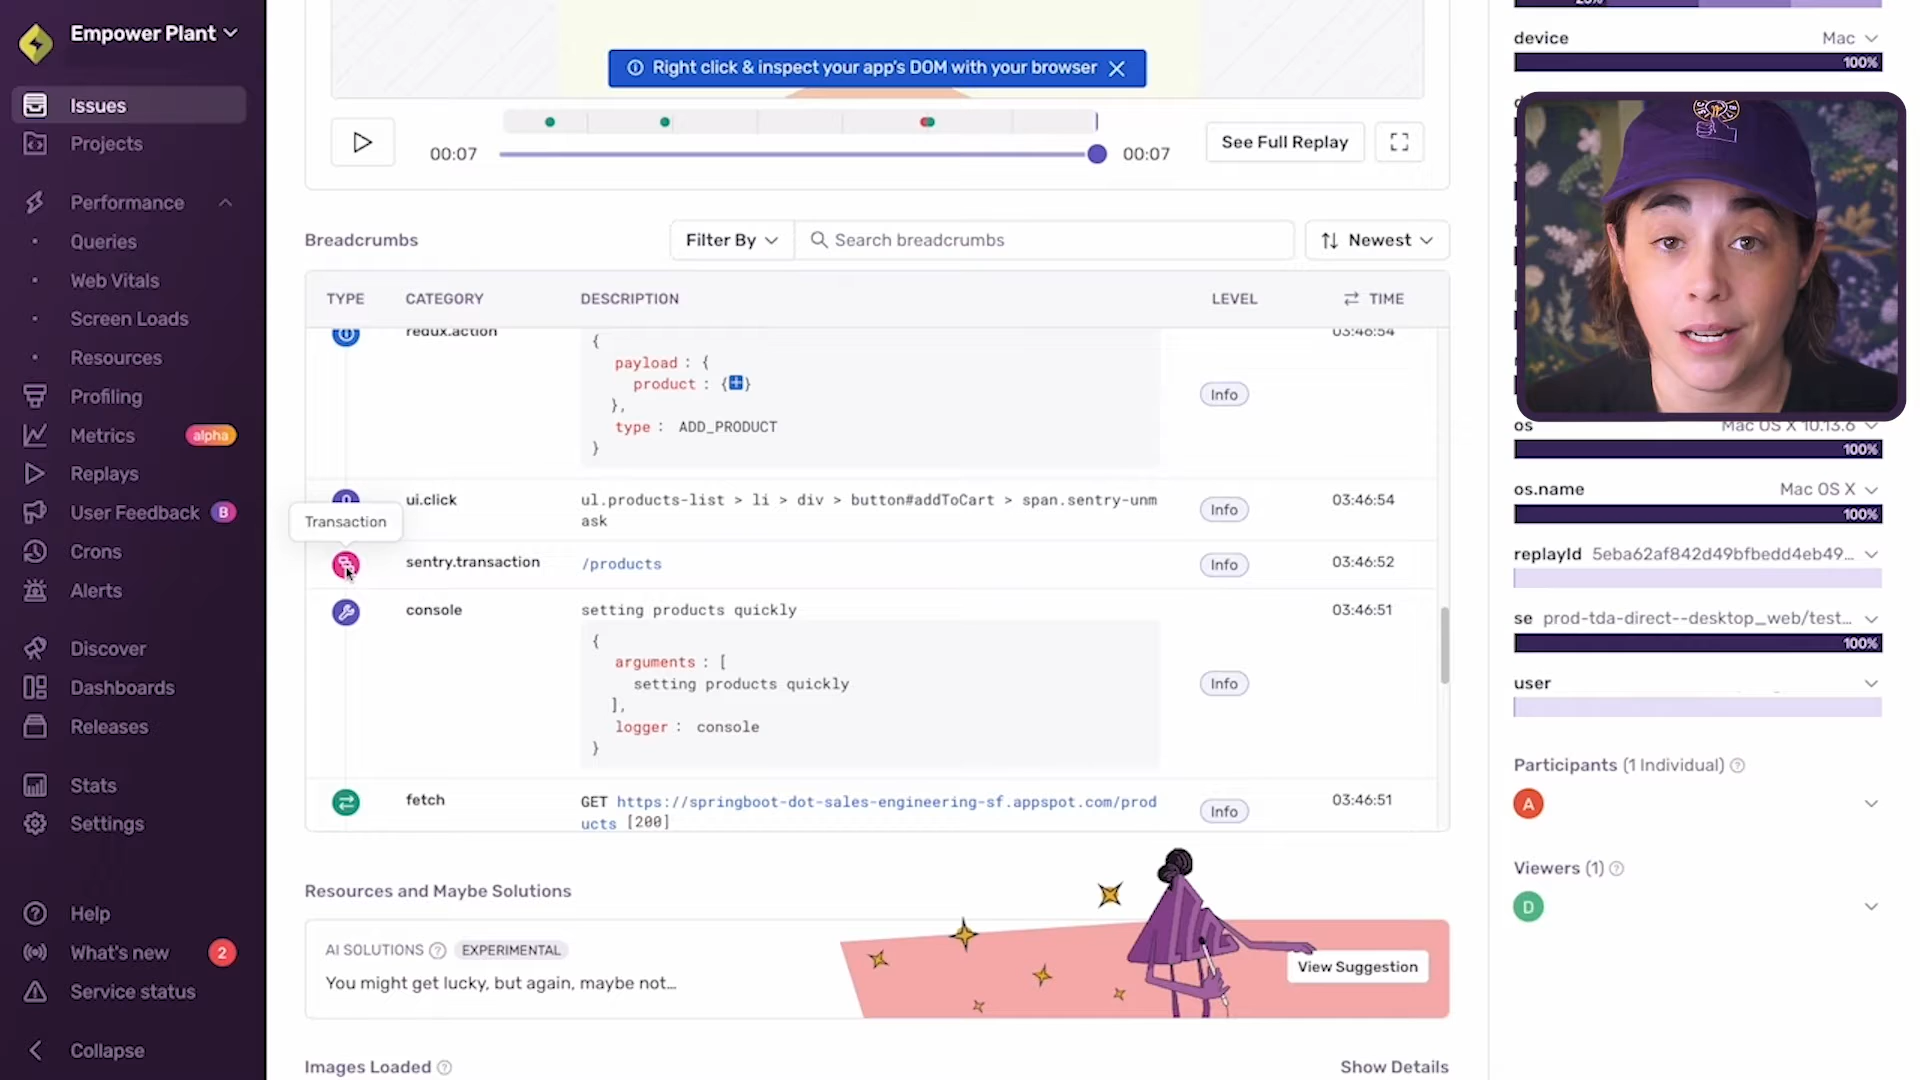 Empower Plant
Issues
Projects
Performance
Queries
Web Vitals
Screen Loads
Resources
Profiling
Metrics alpha
Replays
User Feedback B
Crons
Alerts
Discover
Dashboards
Releases
Stats
Settings
Help
What's new 2
Service status
Collapse
Right click & inspect your app's DOM with your browser
00:07
00:07
See Full Replay
Breadcrumbs
Filter By
Search breadcrumbs
Newest
TYPE CATEGORY DESCRIPTION LEVEL TIME
redux.action 03:46:54
{
payload : {
product : {}
},
type : ADD_PRODUCT
}
Info
ui.click ul.products-list > li > div > button#addToCart > span.sentry-unm
ask
Info 03:46:54
Transaction
sentry.transaction /products Info 03:46:52
console setting products quickly 03:46:51
{
arguments : [
setting products quickly
],
logger : console
}
Info
fetch GET https://springboot-dot-sales-engineering-sf.appspot.com/prod
ucts [200]
Info 03:46:51
Resources and Maybe Solutions
AI SOLUTIONS EXPERIMENTAL
You might get lucky, but again, maybe not…
View Suggestion
Images Loaded
Show Details
device Mac
100%
os Mac OS X 10.13.6
100%
os.name Mac OS X
100%
replayId 5eba62af842d49bfbedd4eb49…
se prod-tda-direct--desktop_web/test…
100%
user
Participants (1 Individual)
A
Viewers (1)
D